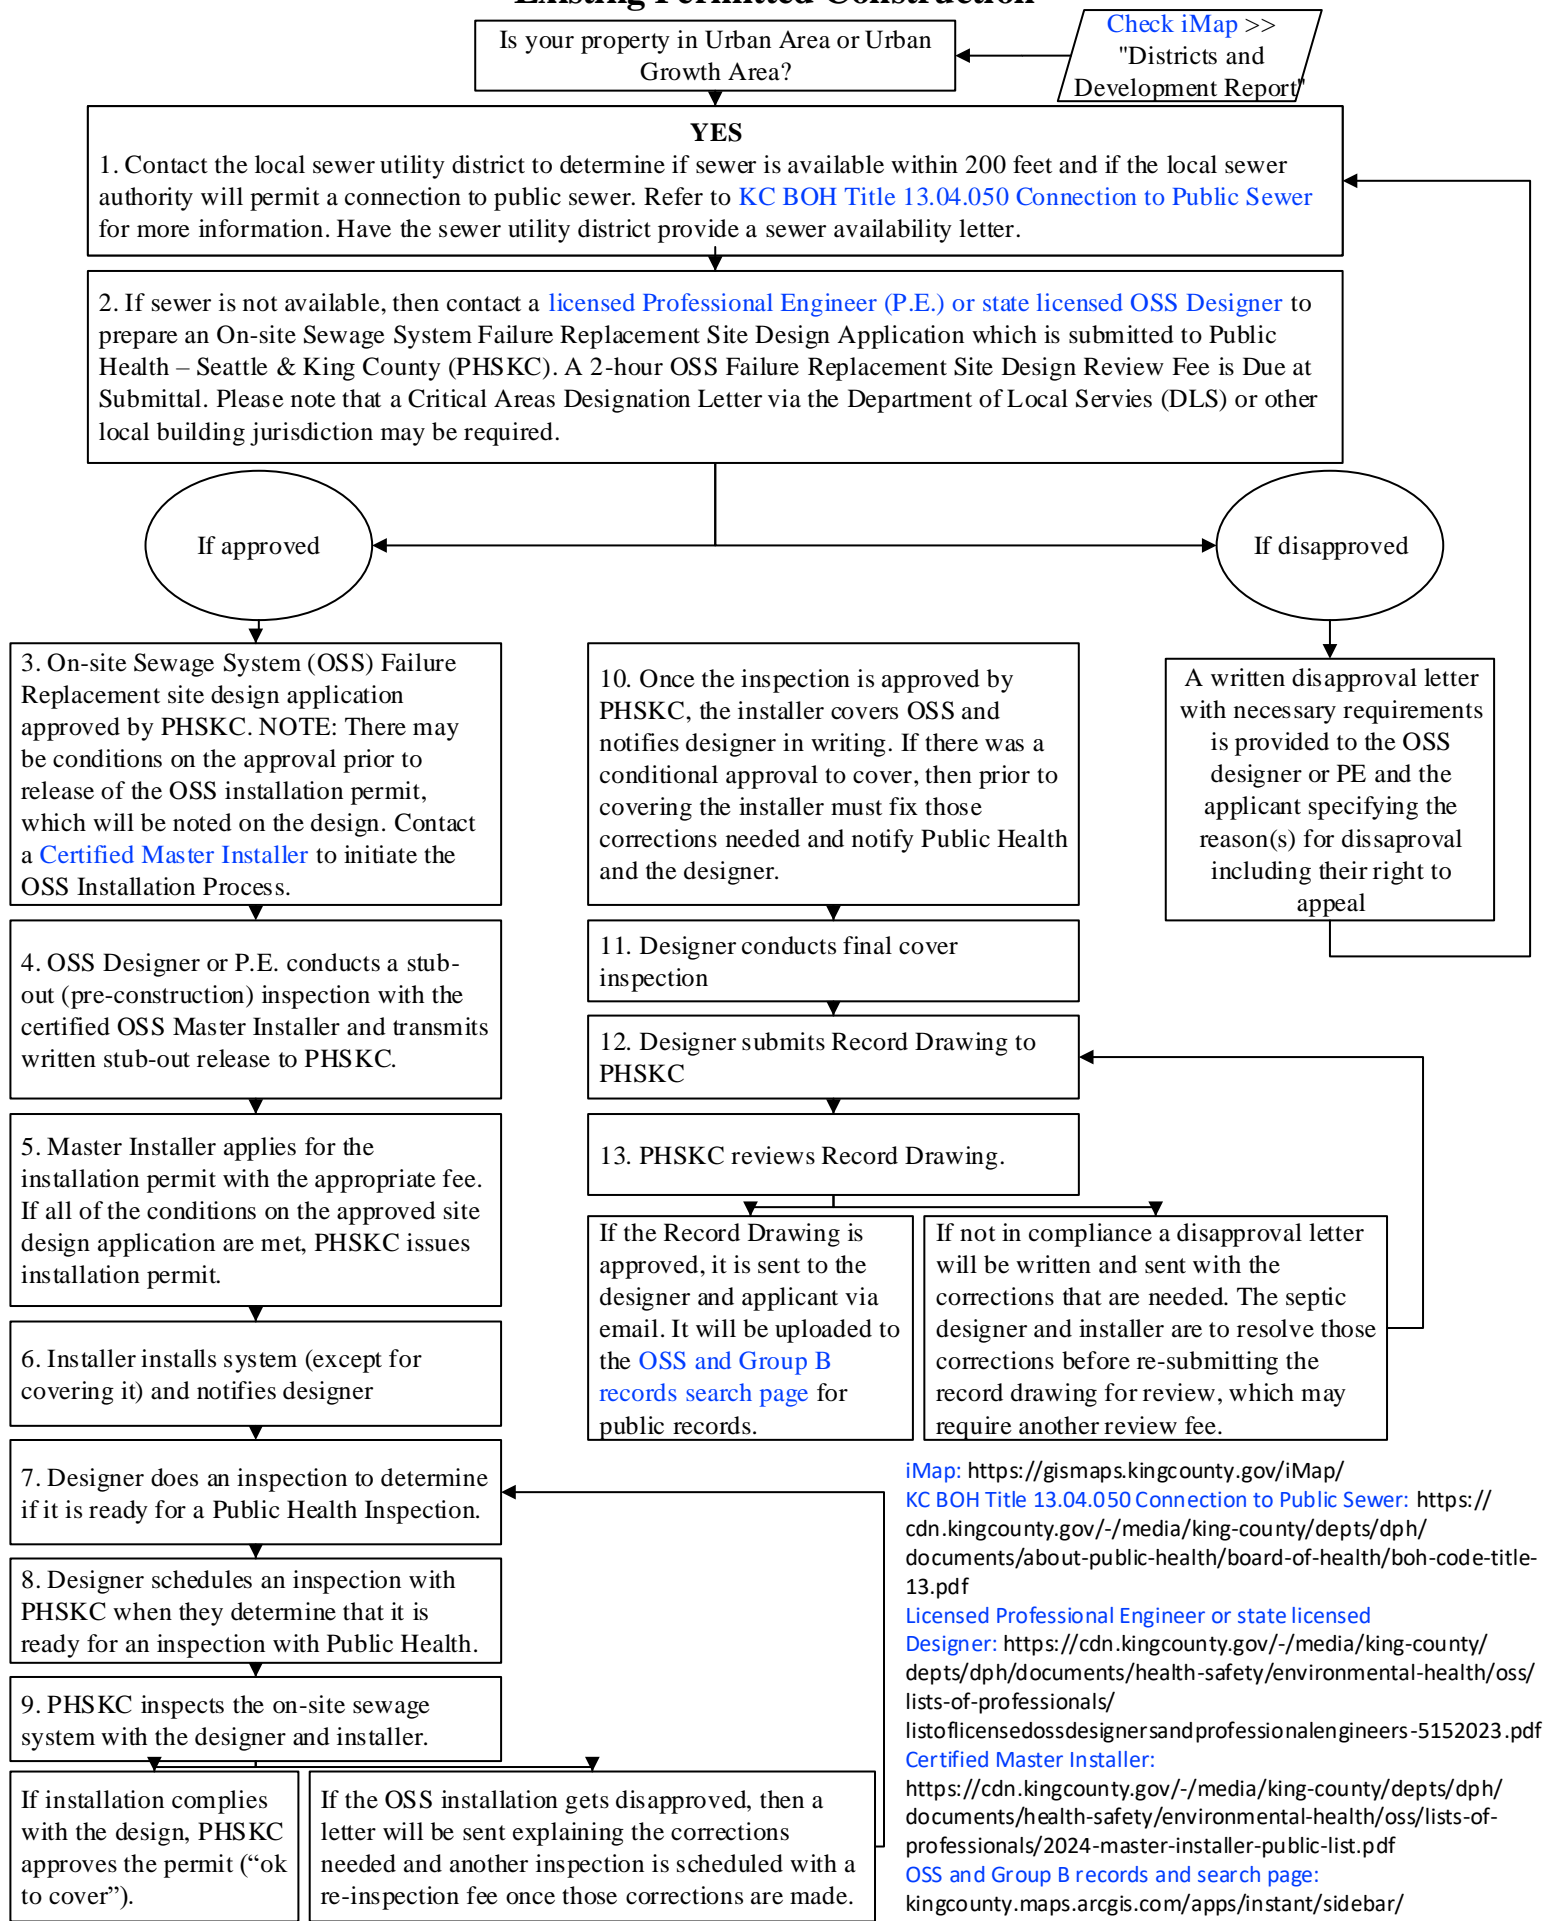 Existing Permitted Construction
Is your property in Urban Area or Urban
Growth Area?
Check iMap >>
"Districts and
Development Report"
YES
1. Contact the local sewer utility district to determine if sewer is available within 200 feet and if the local sewer
authority will permit a connection to public sewer. Refer to KC BOH Title 13.04.050 Connection to Public Sewer
for more information. Have the sewer utility district provide a sewer availability letter.
2. If sewer is not available, then contact a licensed Professional Engineer (P.E.) or state licensed OSS Designer to
prepare an On-site Sewage System Failure Replacement Site Design Application which is submitted to Public
Health – Seattle & King County (PHSKC). A 2-hour OSS Failure Replacement Site Design Review Fee is Due at
Submittal. Please note that a Critical Areas Designation Letter via the Department of Local Servies (DLS) or other
local building jurisdiction may be required.
If approved
If disapproved
3. On-site Sewage System (OSS) Failure
Replacement site design application
approved by PHSKC. NOTE: There may
be conditions on the approval prior to
release of the OSS installation permit,
which will be noted on the design. Contact
a Certified Master Installer to initiate the
OSS Installation Process.
4. OSS Designer or P.E. conducts a stub-
out (pre-construction) inspection with the
certified OSS Master Installer and transmits
written stub-out release to PHSKC.
5. Master Installer applies for the
installation permit with the appropriate fee.
If all of the conditions on the approved site
design application are met, PHSKC issues
installation permit.
6. Installer installs system (except for
covering it) and notifies designer
7. Designer does an inspection to determine
if it is ready for a Public Health Inspection.
8. Designer schedules an inspection with
PHSKC when they determine that it is
ready for an inspection with Public Health.
9. PHSKC inspects the on-site sewage
system with the designer and installer.
If installation complies
with the design, PHSKC
approves the permit (“ok
to cover”).
If the OSS installation gets disapproved, then a
letter will be sent explaining the corrections
needed and another inspection is scheduled with a
re-inspection fee once those corrections are made.
10. Once the inspection is approved by
PHSKC, the installer covers OSS and
notifies designer in writing. If there was a
conditional approval to cover, then prior to
covering the installer must fix those
corrections needed and notify Public Health
and the designer.
11. Designer conducts final cover
inspection
12. Designer submits Record Drawing to
PHSKC
13. PHSKC reviews Record Drawing.
If the Record Drawing is
approved, it is sent to the
designer and applicant via
email. It will be uploaded to
the OSS and Group B
records search page for
public records.
If not in compliance a disapproval letter
will be written and sent with the
corrections that are needed. The septic
designer and installer are to resolve those
corrections before re-submitting the
record drawing for review, which may
require another review fee.
A written disapproval letter
with necessary requirements
is provided to the OSS
designer or PE and the
applicant specifying the
reason(s) for dissaproval
including their right to
appeal
iMap: https://gismaps.kingcounty.gov/iMap/
KC BOH Title 13.04.050 Connection to Public Sewer: https://
cdn.kingcounty.gov/-/media/king-county/depts/dph/
documents/about-public-health/board-of-health/boh-code-title-
13.pdf
Licensed Professional Engineer or state licensed
Designer: https://cdn.kingcounty.gov/-/media/king-county/
depts/dph/documents/health-safety/environmental-health/oss/
lists-of-professionals/
listoflicensedossdesignersandprofessionalengineers-5152023.pdf
Certified Master Installer:
https://cdn.kingcounty.gov/-/media/king-county/depts/dph/
documents/health-safety/environmental-health/oss/lists-of-
professionals/2024-master-installer-public-list.pdf
OSS and Group B records and search page:
kingcounty.maps.arcgis.com/apps/instant/sidebar/